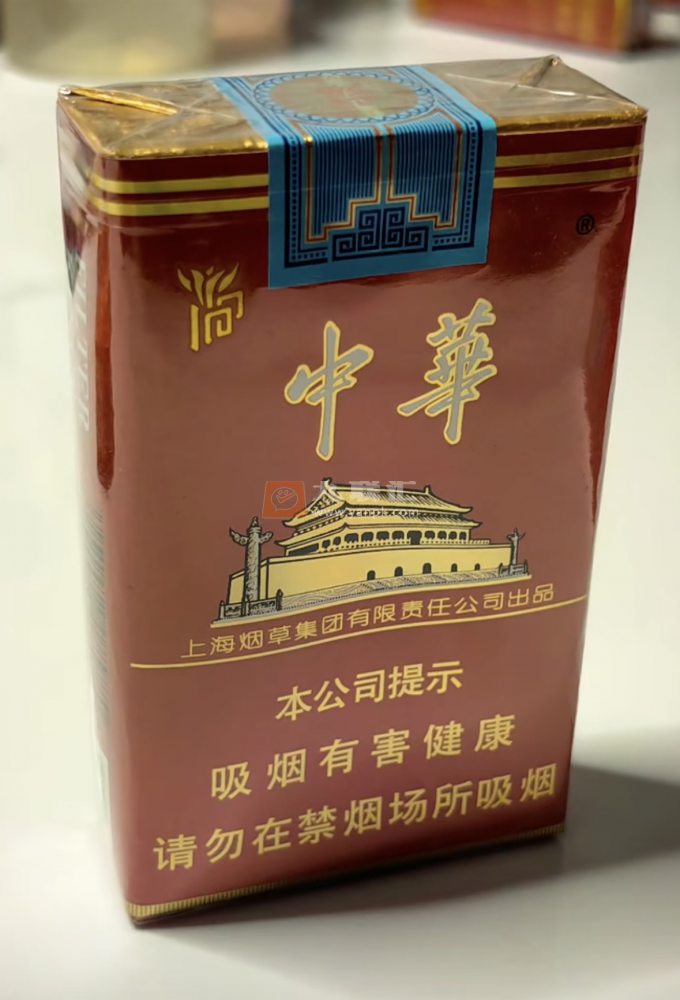 ®
中華
上海烟草集团有限责任公司出品
本公司提示
吸烟有害健康
请勿在禁烟场所吸烟